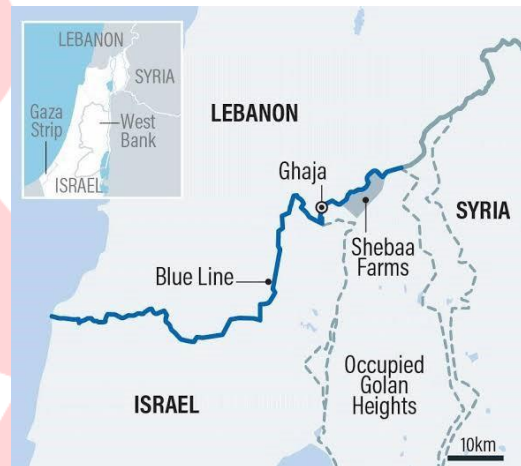 LEBANON
SYRIA
Gaza
Strip
West
Bank
ISRAEL
LEBANON
Ghaja
SYRIA
Shebaa
Farms
Blue Line
Occupied
Golan
Heights
ISRAEL
10km